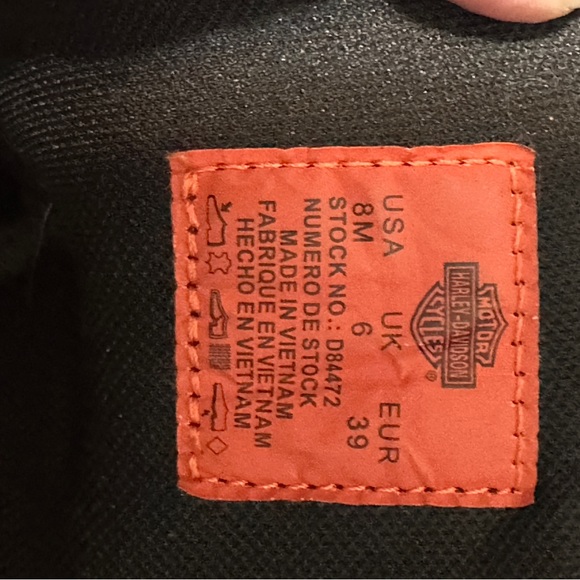 MOTOR
HARLEY-DAVIDSON
CYCLES
®
USA UK EUR
8M 6 39
STOCK NO.: D84472
NUMERO DE STOCK
MADE IN VIETNAM
FABRIQUE EN VIETNAM
HECHO EN VIETNAM